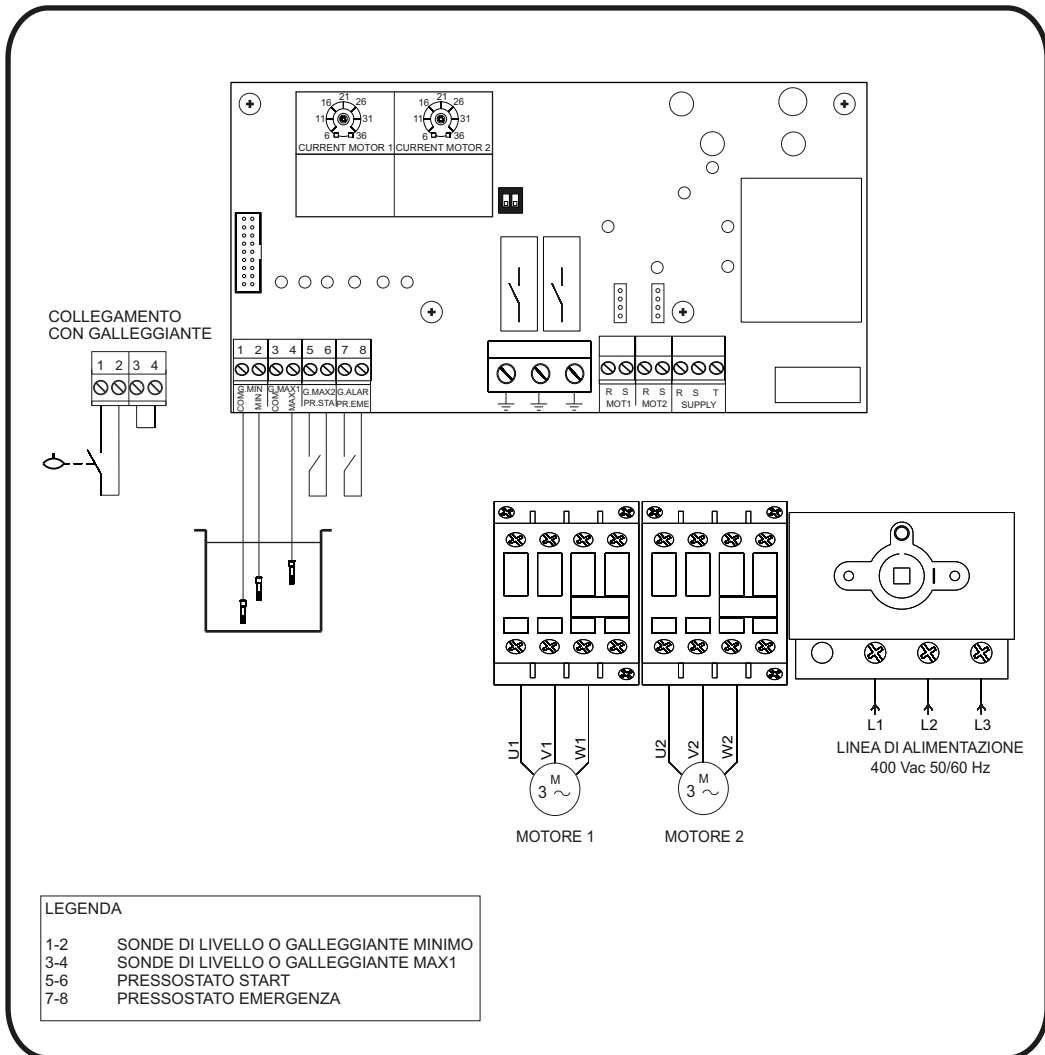 21
16 26
11 31
6 36
CURRENT MOTOR 1
21
16 26
11 31
6 36
CURRENT MOTOR 2
COLLEGAMENTO
CON GALLEGGIANTE
1 2 3 4
1 2 3 4 5 6 7 8
G.MIN G.MAX1 G.MAX2 G.ALAR
COM MIN COM MAX1 PR.STA PR.EME
R S R S R S T
MOT1 MOT2 SUPPLY
L1 L2 L3
LINEA DI ALIMENTAZIONE
400 Vac 50/60 Hz
U1 V1 W1
M
3
MOTORE 1
U2 V2 W2
M
3
MOTORE 2
LEGENDA
1-2 SONDE DI LIVELLO O GALLEGGIANTE MINIMO
3-4 SONDE DI LIVELLO O GALLEGGIANTE MAX1
5-6 PRESSOSTATO START
7-8 PRESSOSTATO EMERGENZA